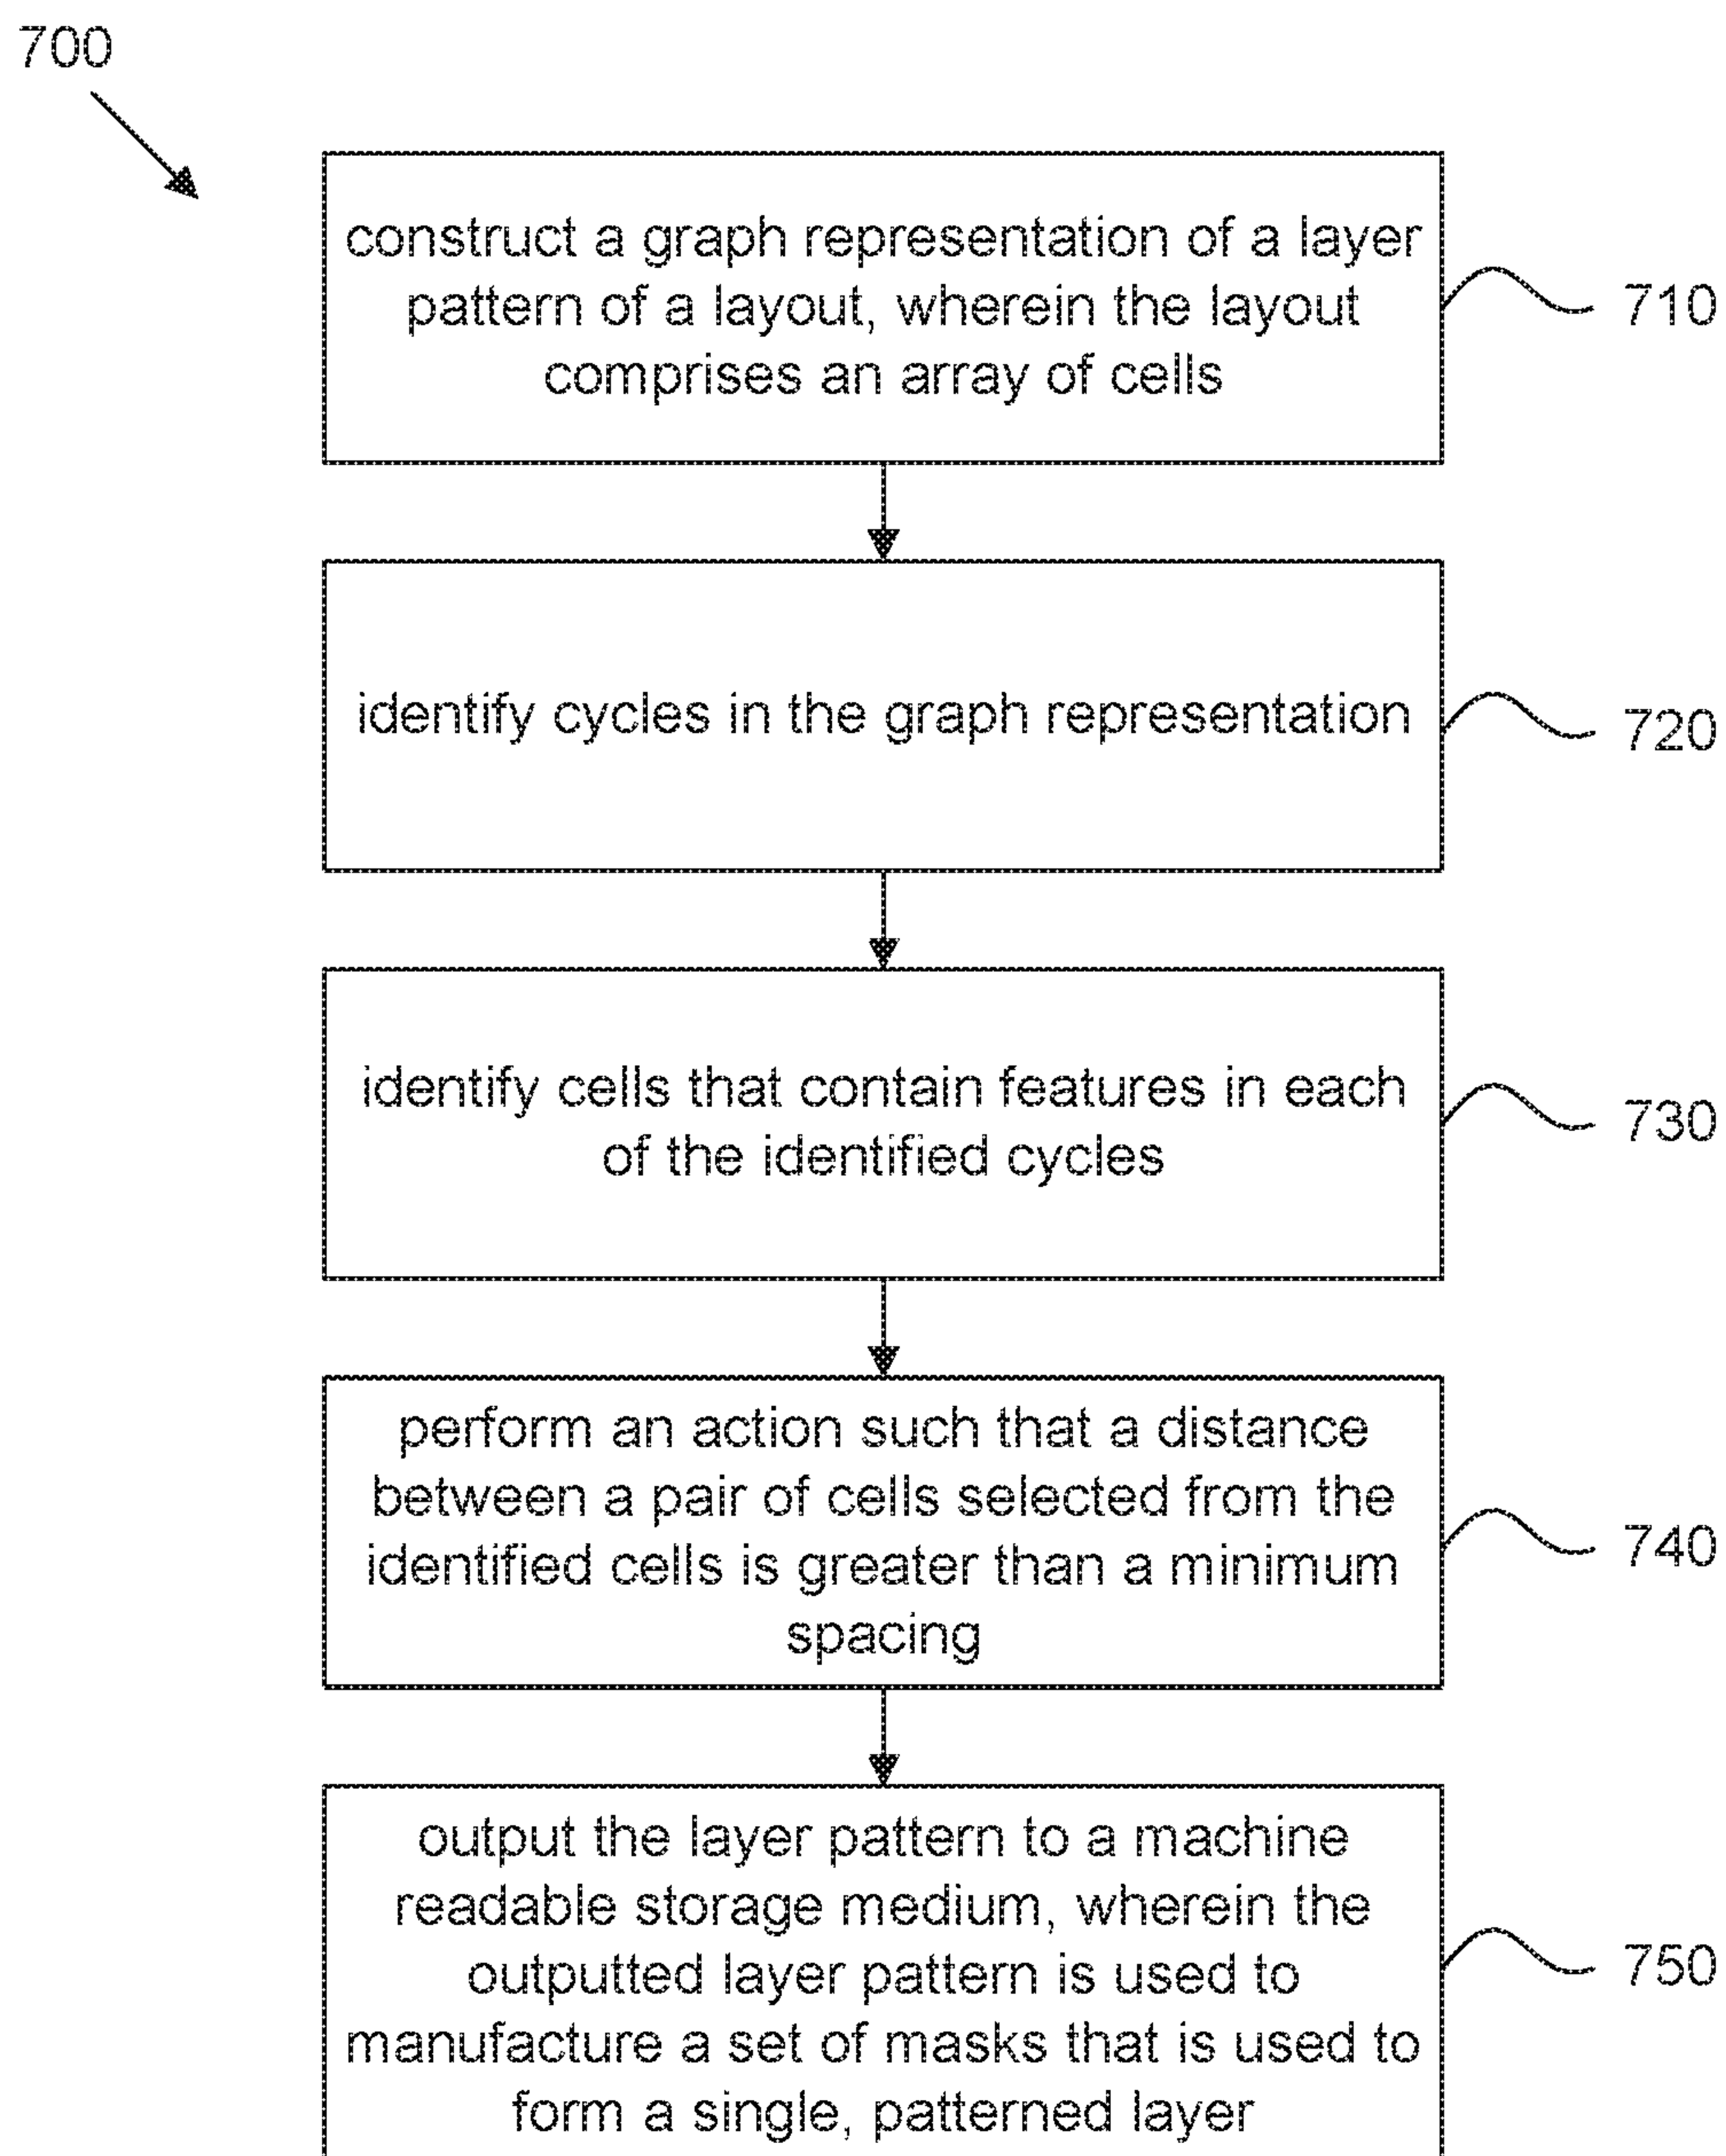 700
construct a graph representation of a layer
pattern of a layout, wherein the layout
comprises an array of cells
710
identify cycles in the graph representation
720
identify cells that contain features in each
of the identified cycles
730
perform an action such that a distance
between a pair of cells selected from the
identified cells is greater than a minimum
spacing
740
output the layer pattern to a machine
readable storage medium, wherein the
outputted layer pattern is used to
manufacture a set of masks that is used to
form a single, patterned layer
750